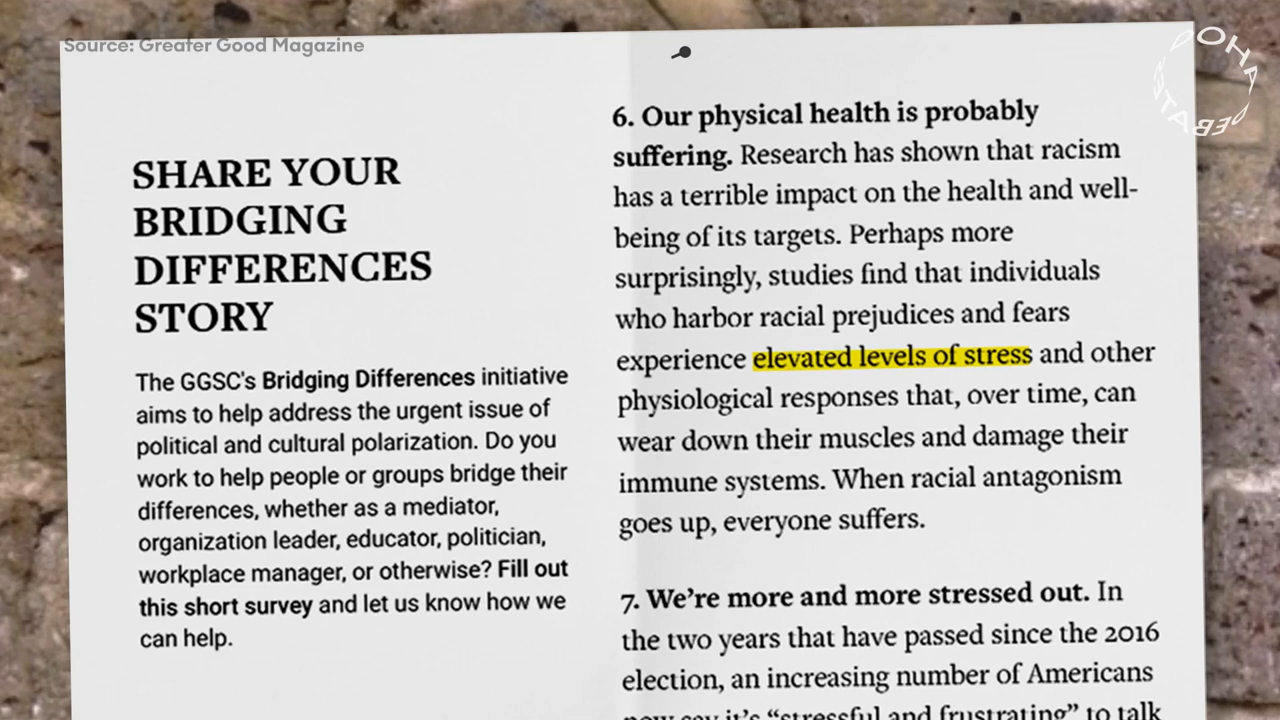 Source: Greater Good Magazine
DOHA
DEBATES
SHARE YOUR
BRIDGING
DIFFERENCES
STORY
The GGSC's Bridging Differences initiative
aims to help address the urgent issue of
political and cultural polarization. Do you
work to help people or groups bridge their
differences, whether as a mediator,
organization leader, educator, politician,
workplace manager, or otherwise? Fill out
this short survey and let us know how we
can help.
6. Our physical health is probably
suffering. Research has shown that racism
has a terrible impact on the health and well-
being of its targets. Perhaps more
surprisingly, studies find that individuals
who harbor racial prejudices and fears
experience elevated levels of stress and other
physiological responses that, over time, can
wear down their muscles and damage their
immune systems. When racial antagonism
goes up, everyone suffers.
7. We’re more and more stressed out. In
the two years that have passed since the 2016
election, an increasing number of Americans
now say it’s “stressful and frustrating” to talk